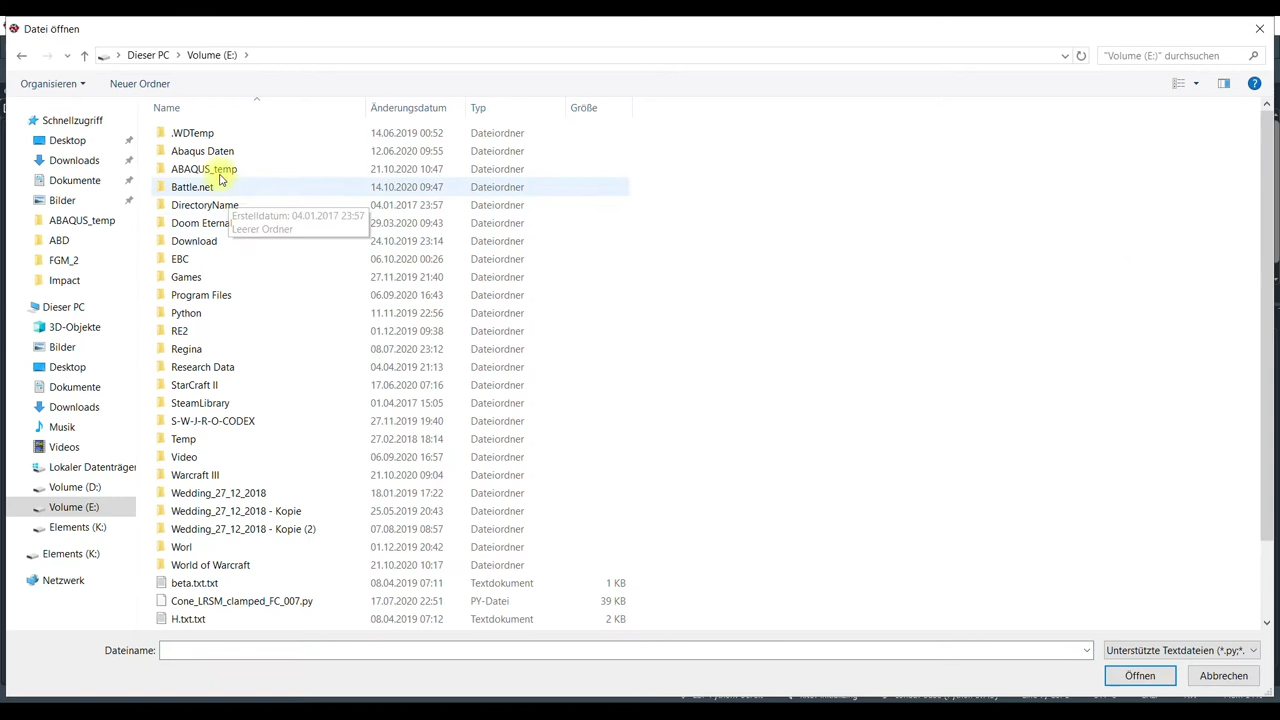 Datei öffnen
Dieser PC > Volume (E:) >
"Volume (E:)" durchsuchen
Organisieren
Neuer Ordner
Name Änderungsdatum Typ Größe
Schnellzugriff
Desktop
Downloads
Dokumente
Bilder
ABAQUS_temp
ABD
FGM_2
Impact
Dieser PC
3D-Objekte
Bilder
Desktop
Dokumente
Downloads
Musik
Videos
Lokaler Datenträger
Volume (D:)
Volume (E:)
Elements (K:)
Elements (K:)
Netzwerk
.WDTemp 14.06.2019 00:52 Dateiordner
Abaqus Daten 12.06.2020 09:55 Dateiordner
ABAQUS_temp 21.10.2020 10:47 Dateiordner
Battle.net 14.10.2020 09:47 Dateiordner
DirectoryName 04.01.2017 23:57 Dateiordner
Doom Eterna 29.03.2020 09:43 Dateiordner
Erstelldatum: 04.01.2017 23:57
Leerer Ordner
Download 24.10.2019 23:14 Dateiordner
EBC 06.10.2020 00:26 Dateiordner
Games 27.11.2019 21:40 Dateiordner
Program Files 06.09.2020 16:43 Dateiordner
Python 11.11.2019 22:56 Dateiordner
RE2 01.12.2019 09:38 Dateiordner
Regina 08.07.2020 23:12 Dateiordner
Research Data 04.04.2019 21:13 Dateiordner
StarCraft II 17.06.2020 07:16 Dateiordner
SteamLibrary 01.04.2017 15:05 Dateiordner
S-W-J-R-O-CODEX 27.11.2019 19:40 Dateiordner
Temp 27.02.2018 18:14 Dateiordner
Video 06.09.2020 16:57 Dateiordner
Warcraft III 21.10.2020 09:04 Dateiordner
Wedding_27_12_2018 18.01.2019 17:22 Dateiordner
Wedding_27_12_2018 - Kopie 25.05.2019 20:43 Dateiordner
Wedding_27_12_2018 - Kopie (2) 07.08.2019 08:57 Dateiordner
Worl 01.12.2019 20:42 Dateiordner
World of Warcraft 21.10.2020 10:17 Dateiordner
beta.txt.txt 08.04.2019 07:11 Textdokument 1 KB
Cone_LRSM_clamped_FC_007.py 17.07.2020 22:51 PY-Datei 39 KB
H.txt.txt 08.04.2019 07:12 Textdokument 2 KB
Dateiname:
Unterstützte Textdateien (*.py;*.
Öffnen
Abbrechen